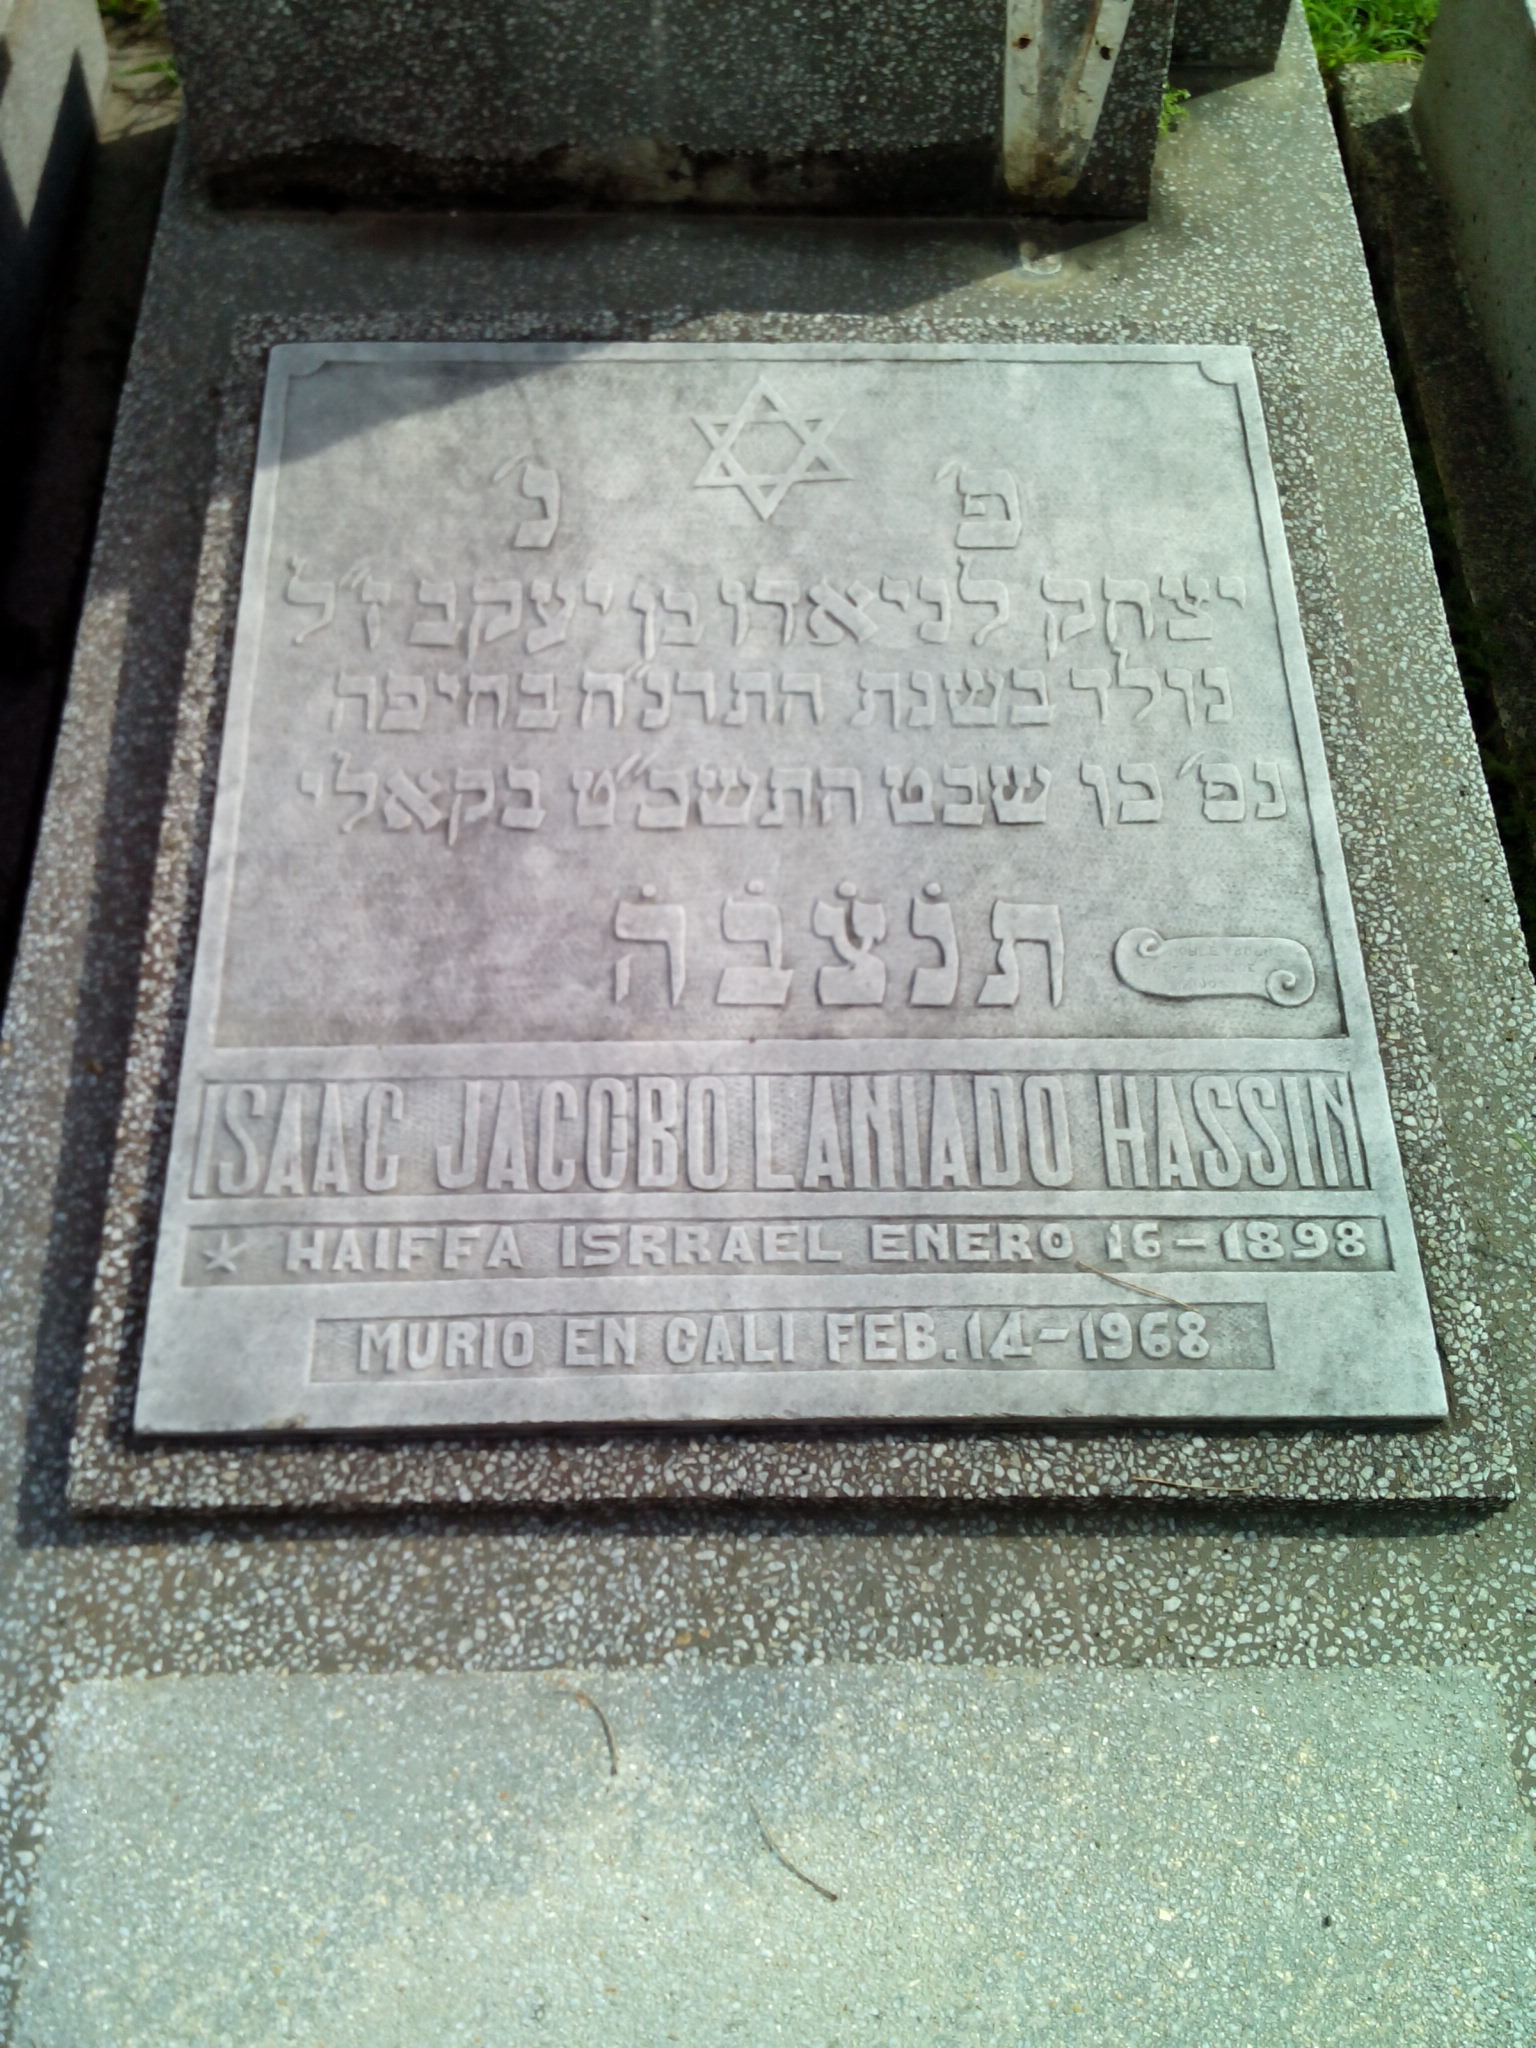 פ' נ'
יצחק לניאדו בן יעקב ז"ל
נולד בשנת התרנ"ח בחיפה
נפ' כו שבט התשכ"ט בקאלי
תנצבה
ISAAC JACOBO LANIADO HASSIN
HAIFFA ISRRAEL ENERO 16-1898
MURIO EN CALI FEB.14-1968